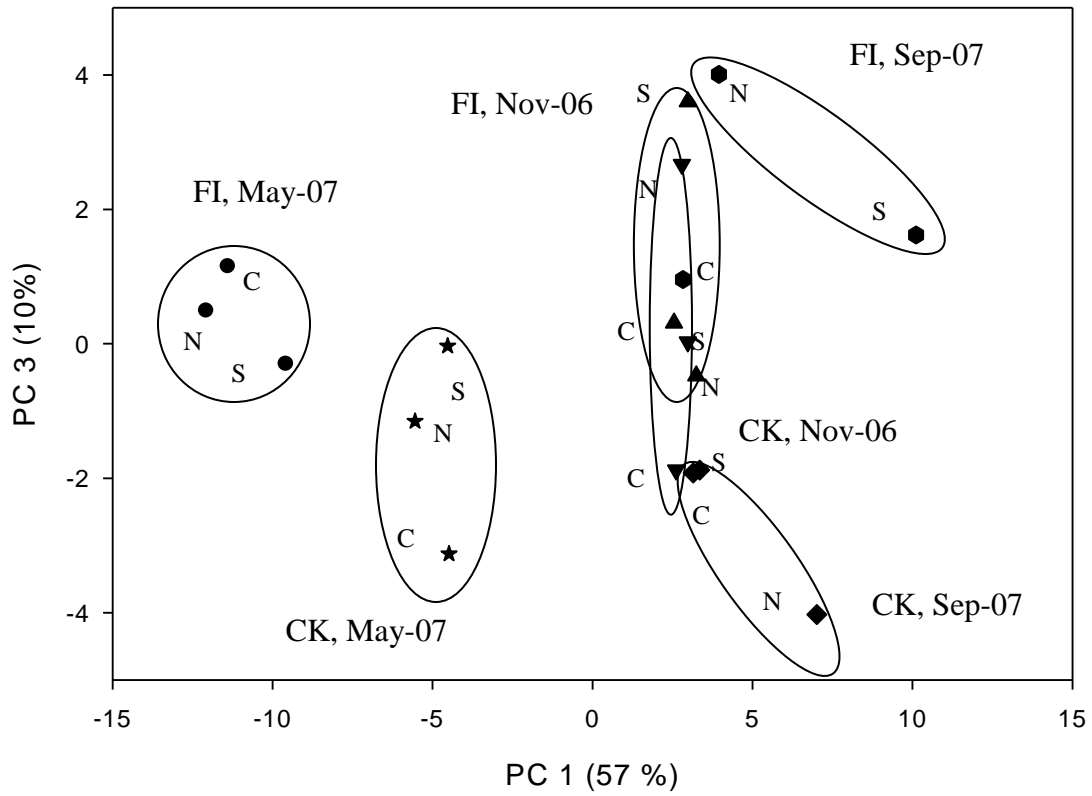 FI, Sep-07
4
N
S
FI, Nov-06
N
FI, May-07
2
S
C
C
C
S
0
N
S
N
S
N
CK, Nov-06
S
-2
C
C
C
N
CK, Sep-07
-4
CK, May-07
-15
-10
-5
0
5
10
15
PC 3 (10%)
PC 1 (57 %)